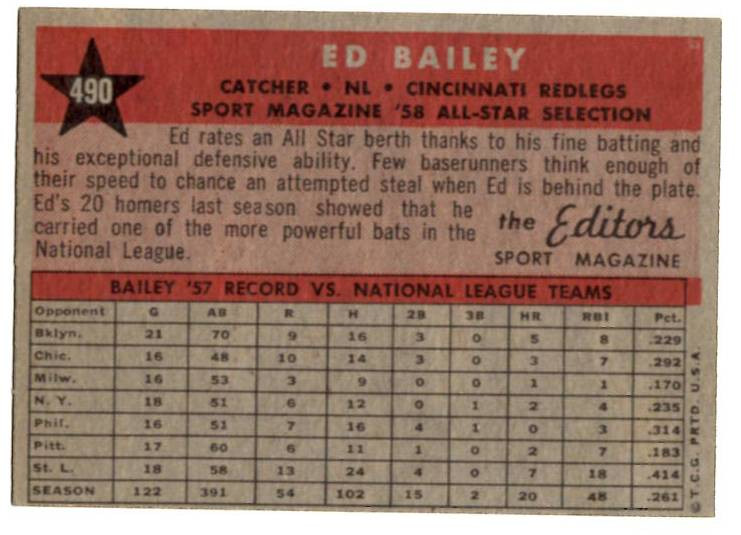 490
ED BAILEY
CATCHER • NL • CINCINNATI REDLEGS
SPORT MAGAZINE '58 ALL-STAR SELECTION
Ed rates an All Star berth thanks to his fine batting and
his exceptional defensive ability. Few baserunners think enough of
their speed to chance an attempted steal when Ed is behind the plate.
Ed's 20 homers last season showed that he
carried one of the more powerful bats in the
National League.
the Editors
SPORT MAGAZINE
BAILEY '57 RECORD VS. NATIONAL LEAGUE TEAMS
Opponent G AB R H 2B 3B HR RBI Pct.
Bklyn. 21 70 9 16 3 0 5 8 .229
Chic. 16 48 10 14 3 0 3 7 .292
Milw. 16 53 3 9 0 0 1 1 .170
N. Y. 18 51 6 12 0 1 2 4 .235
Phil. 16 51 7 16 4 1 0 3 .314
Pitt. 17 60 6 11 1 0 2 7 .183
St. L. 18 58 13 24 4 0 7 18 .414
SEASON 122 391 54 102 15 2 20 48 .261
© T.C.G. PRTD. U.S.A.